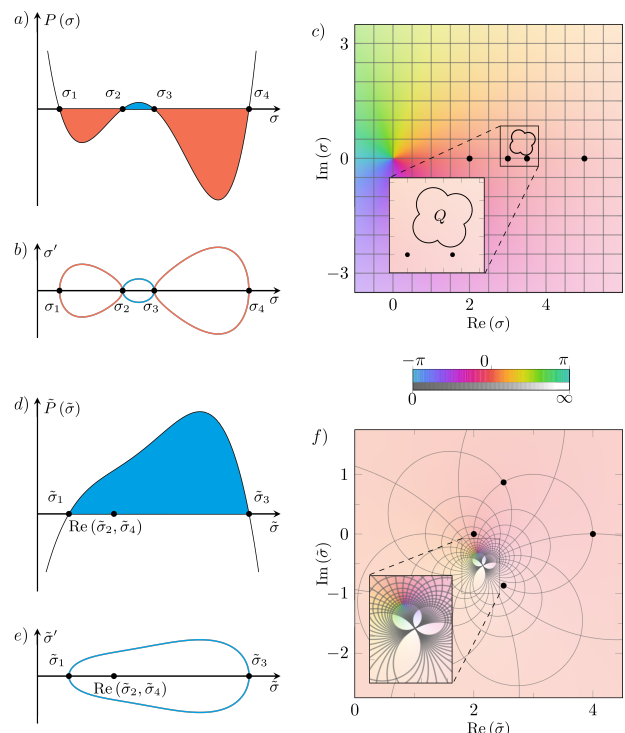 a)
P (σ)
σ₁
σ₂
σ₃
σ₄
σ
b)
σ′
σ₁
σ₂
σ₃
σ₄
σ
c)
3
0
−3
Im (σ)
Q
0
2
4
Re (σ)
−π
0
π
0
∞
d)
P̃ (σ̃)
σ̃₁
σ̃₃
Re (σ̃₂, σ̃₄)
σ̃
e)
σ̃′
σ̃₁
σ̃₃
Re (σ̃₂, σ̃₄)
σ̃
f)
1
0
−1
−2
Im (σ̃)
0
2
4
Re (σ̃)